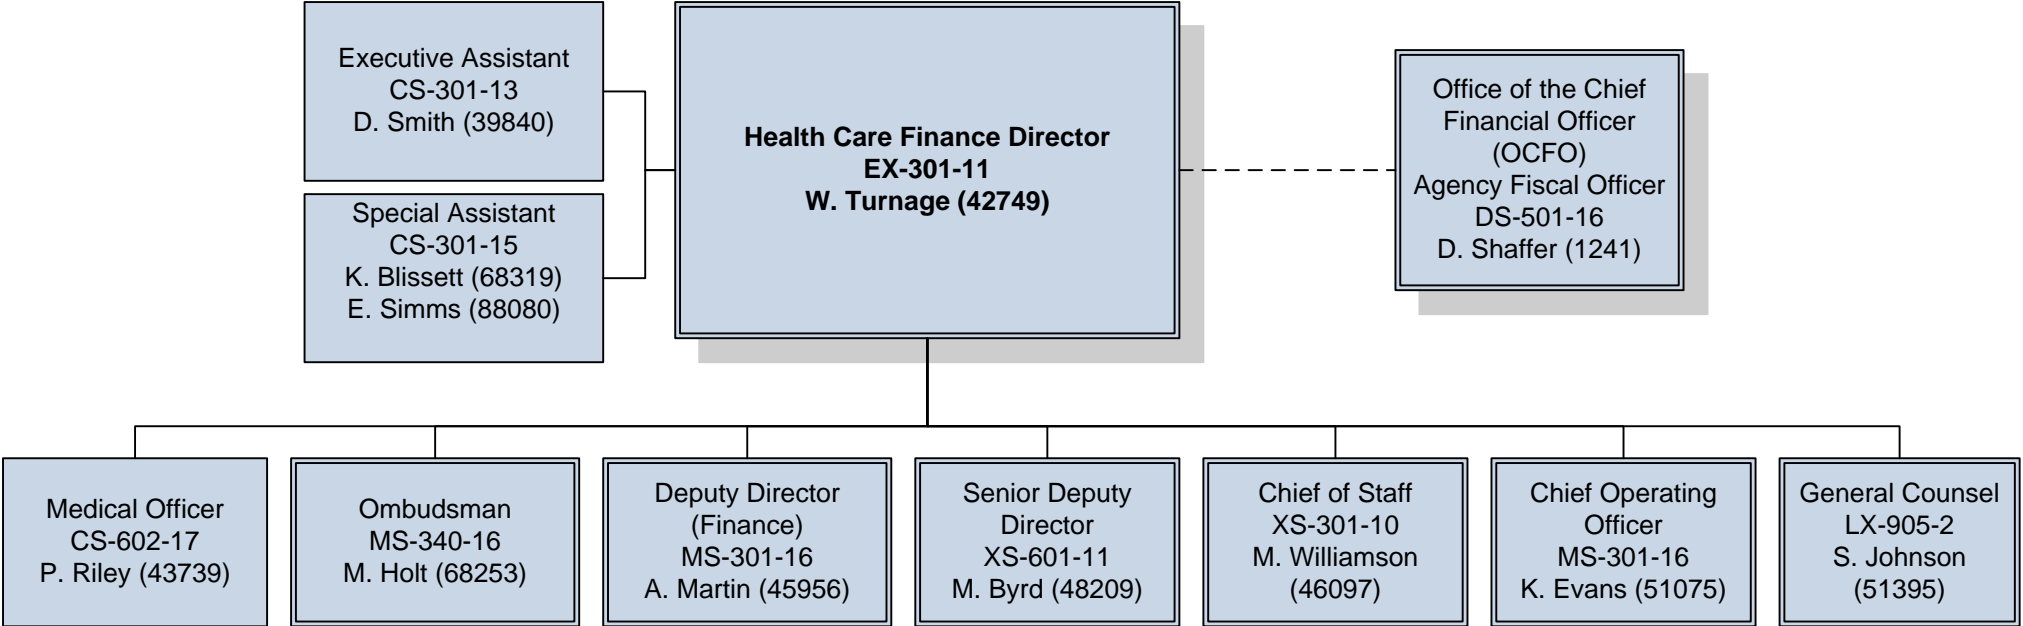 Executive Assistant
CS-301-13
D. Smith (39840)
Special Assistant
CS-301-15
K. Blissett (68319)
E. Simms (88080)
Health Care Finance Director
EX-301-11
W. Turnage (42749)
Office of the Chief
Financial Officer
(OCFO)
Agency Fiscal Officer
DS-501-16
D. Shaffer (1241)
Medical Officer
CS-602-17
P. Riley (43739)
Ombudsman
MS-340-16
M. Holt (68253)
Deputy Director
(Finance)
MS-301-16
A. Martin (45956)
Senior Deputy
Director
XS-601-11
M. Byrd (48209)
Chief of Staff
XS-301-10
M. Williamson
(46097)
Chief Operating
Officer
MS-301-16
K. Evans (51075)
General Counsel
LX-905-2
S. Johnson
(51395)